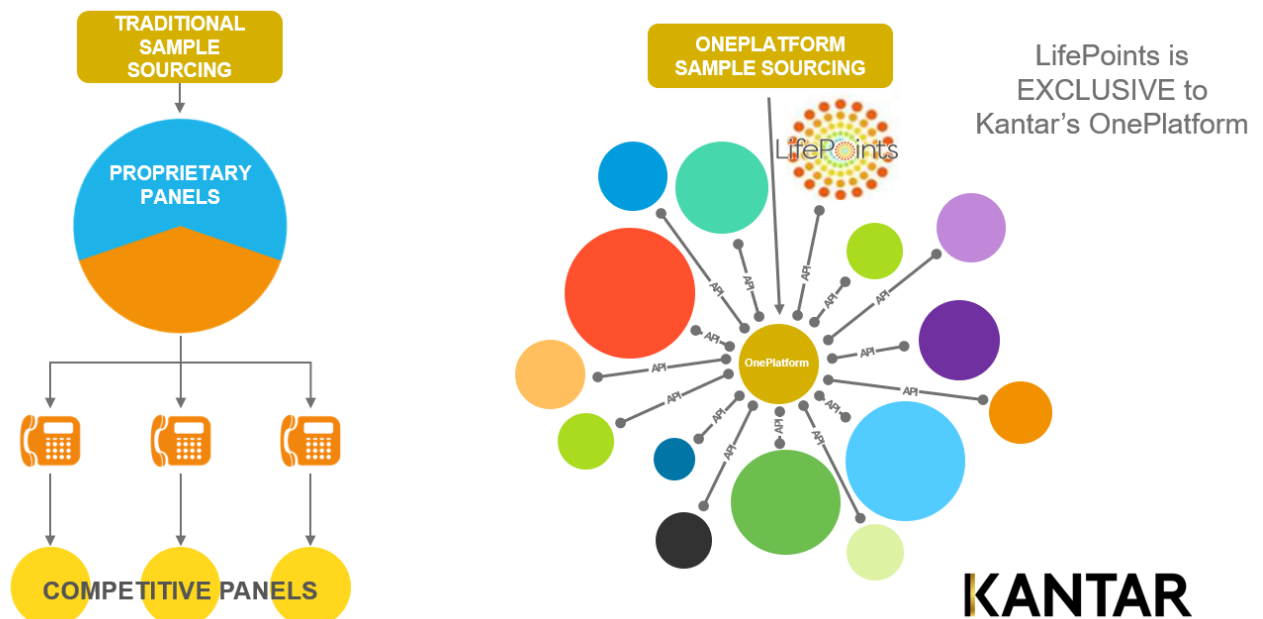 TRADITIONAL
SAMPLE
SOURCING
PROPRIETARY
PANELS
COMPETITIVE PANELS
ONEPLATFORM
SAMPLE SOURCING
LifePoints
LifePoints is
EXCLUSIVE to
Kantar's OnePlatform
API
API
API
API
API
API
OnePlatform
API
API
API
API
API
API
API
API
API
KANTAR